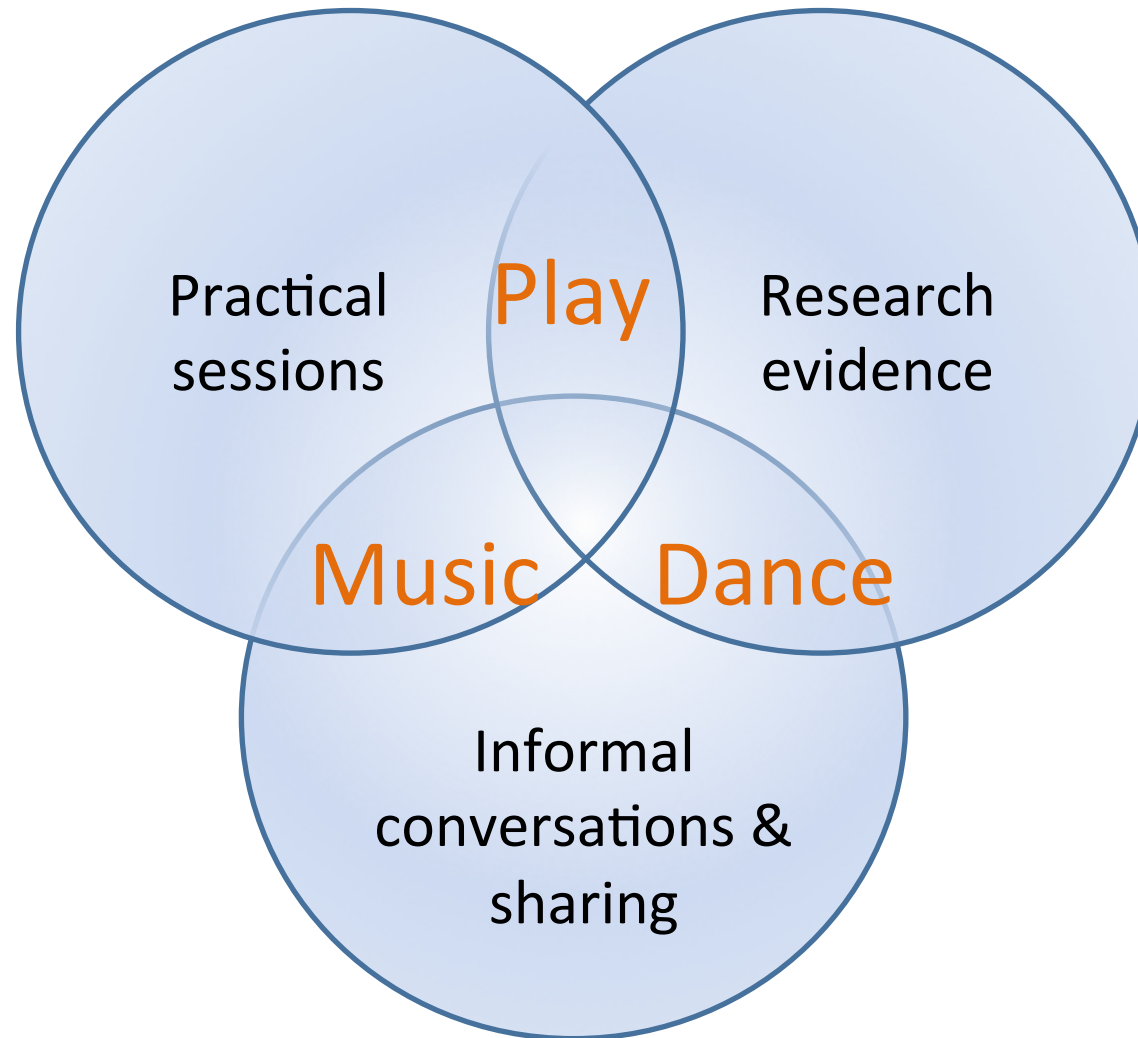 Practical
sessions
Play
Research
evidence
Music
Dance
Informal
conversations &
sharing